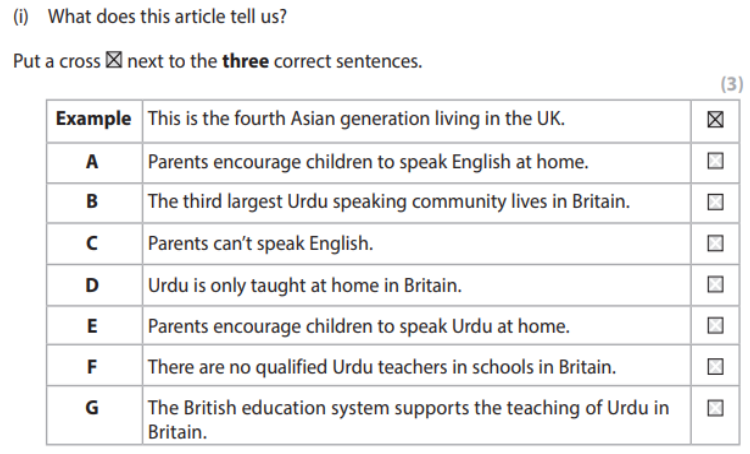 (i) What does this article tell us?
Put a cross ☒ next to the three correct sentences.
(3)
Example This is the fourth Asian generation living in the UK. ☒
A Parents encourage children to speak English at home. ☒
B The third largest Urdu speaking community lives in Britain. ☒
C Parents can't speak English. ☒
D Urdu is only taught at home in Britain. ☒
E Parents encourage children to speak Urdu at home. ☒
F There are no qualified Urdu teachers in schools in Britain. ☒
G The British education system supports the teaching of Urdu in ☒
Britain.